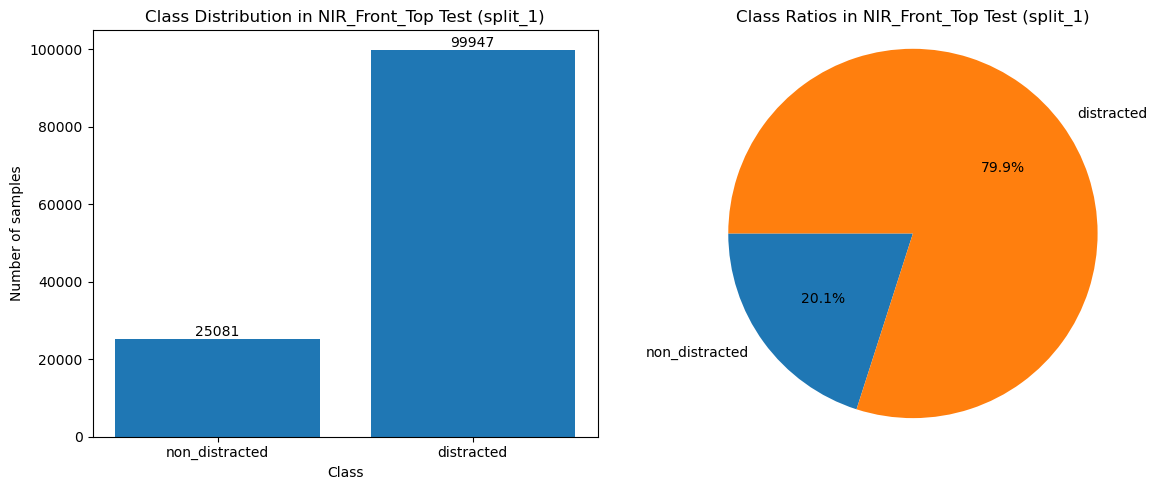 Class Distribution in NIR_Front_Top Test (split_1)
Number of samples
100000
80000
60000
40000
20000
0
25081
99947
non_distracted
distracted
Class
Class Ratios in NIR_Front_Top Test (split_1)
distracted
79.9%
20.1%
non_distracted